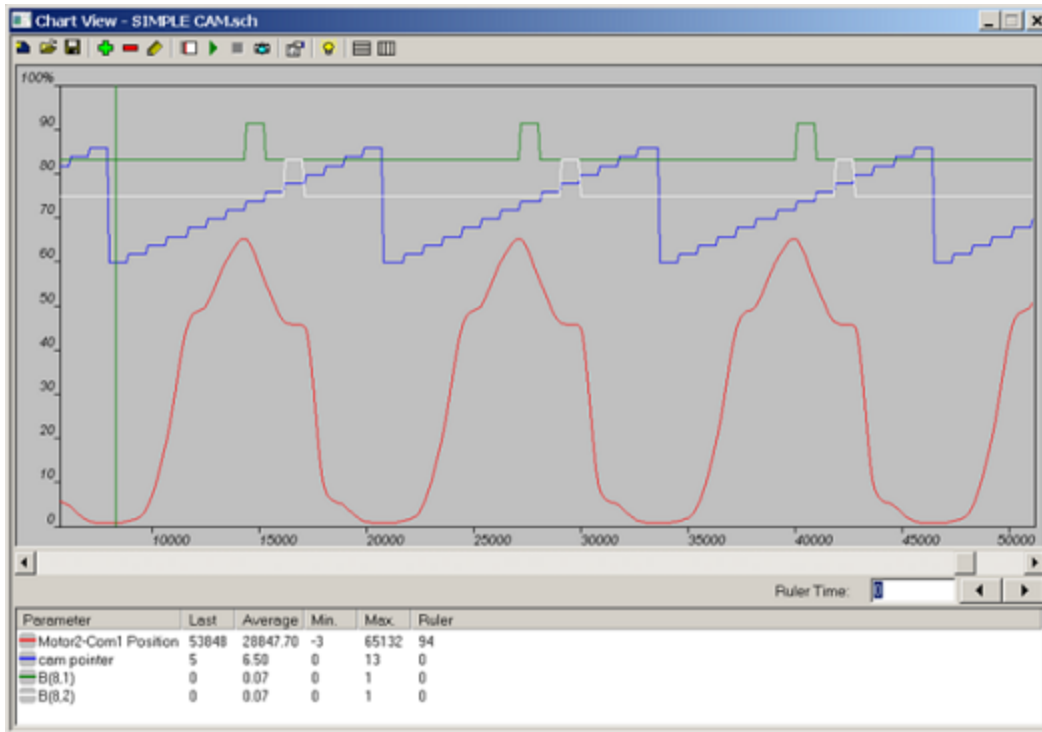 Chart View - SIMPLE CAM.sch
100%
90
80
70
60
50
40
30
20
10
0
10000 15000 20000 25000 30000 35000 40000 45000 50000
Ruler Time: 0
Parameter Last Average Min. Max. Ruler
Motor2-Com1 Position 53848 28847.70 -3 65132 94
cam pointer 5 6.50 0 13 0
B(8,1) 0 0.07 0 1 0
B(8,2) 0 0.07 0 1 0